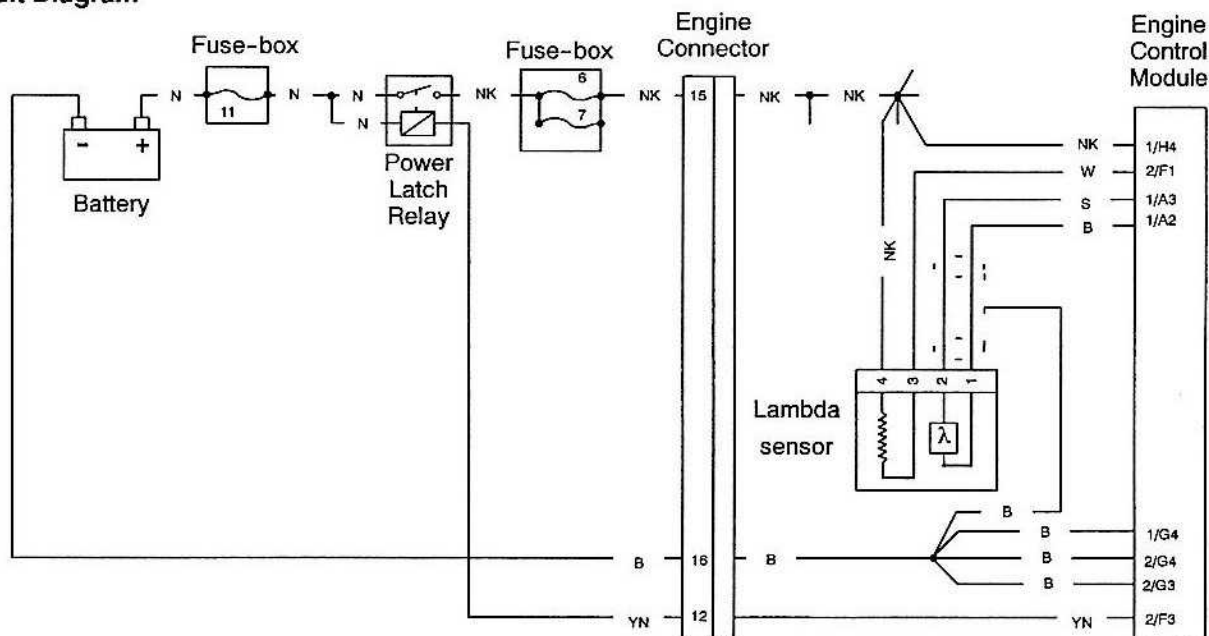 Diagram
Fuse-box
Fuse-box
Engine
Connector
Engine
Control
Module
N
11
N
N
N
NK
6
7
NK
15
NK
NK
-
+
Battery
Power
Latch
Relay
NK
1/H4
W
2/F1
S
1/A3
B
1/A2
NK
4
3
2
1
Lambda
sensor
λ
B
B
1/G4
B
16
B
B
2/G4
B
2/G3
YN
12
YN
2/F3